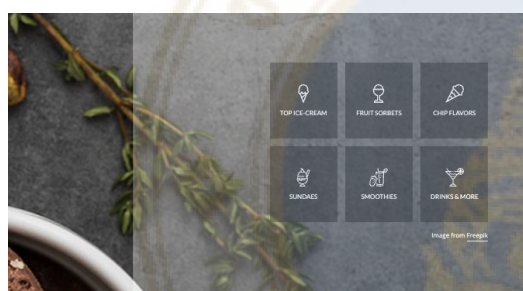 TOP ICE-CREAM
FRUIT SORBETS
CHIP FLAVORS
SUNDAES
SMOOTHIES
DRINKS & MORE
Image from Freepik